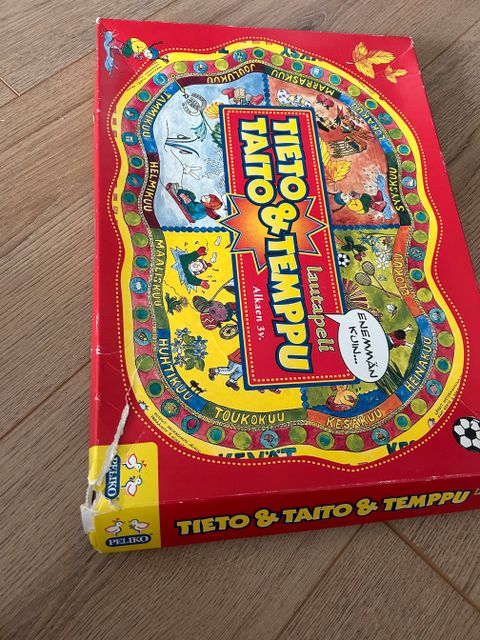 TIETO &
TAITO & TEMPPU
lautapeli
Alkaen 3v.
ENEMMÄN
KUIN...
TAMMIKUU
HELMIKUU
MAALISKUU
HUHTIKUU
TOUKOKUU
KESÄKUU
HEINÄKUU
ELOKUU
SYYSKUU
LOKAKUU
MARRASKUU
JOULUKUU
KEVÄT
PELIKO
PELIKO
TIETO & TAITO & TEMPPU